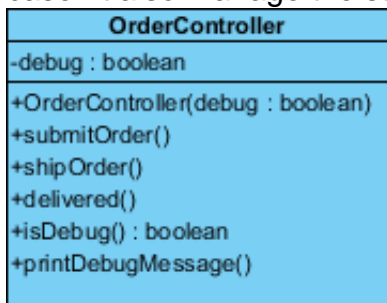 OrderController
-debug : boolean
+OrderController(debug : boolean)
+submitOrder()
+shipOrder()
+delivered()
+isDebug() : boolean
+printDebugMessage()